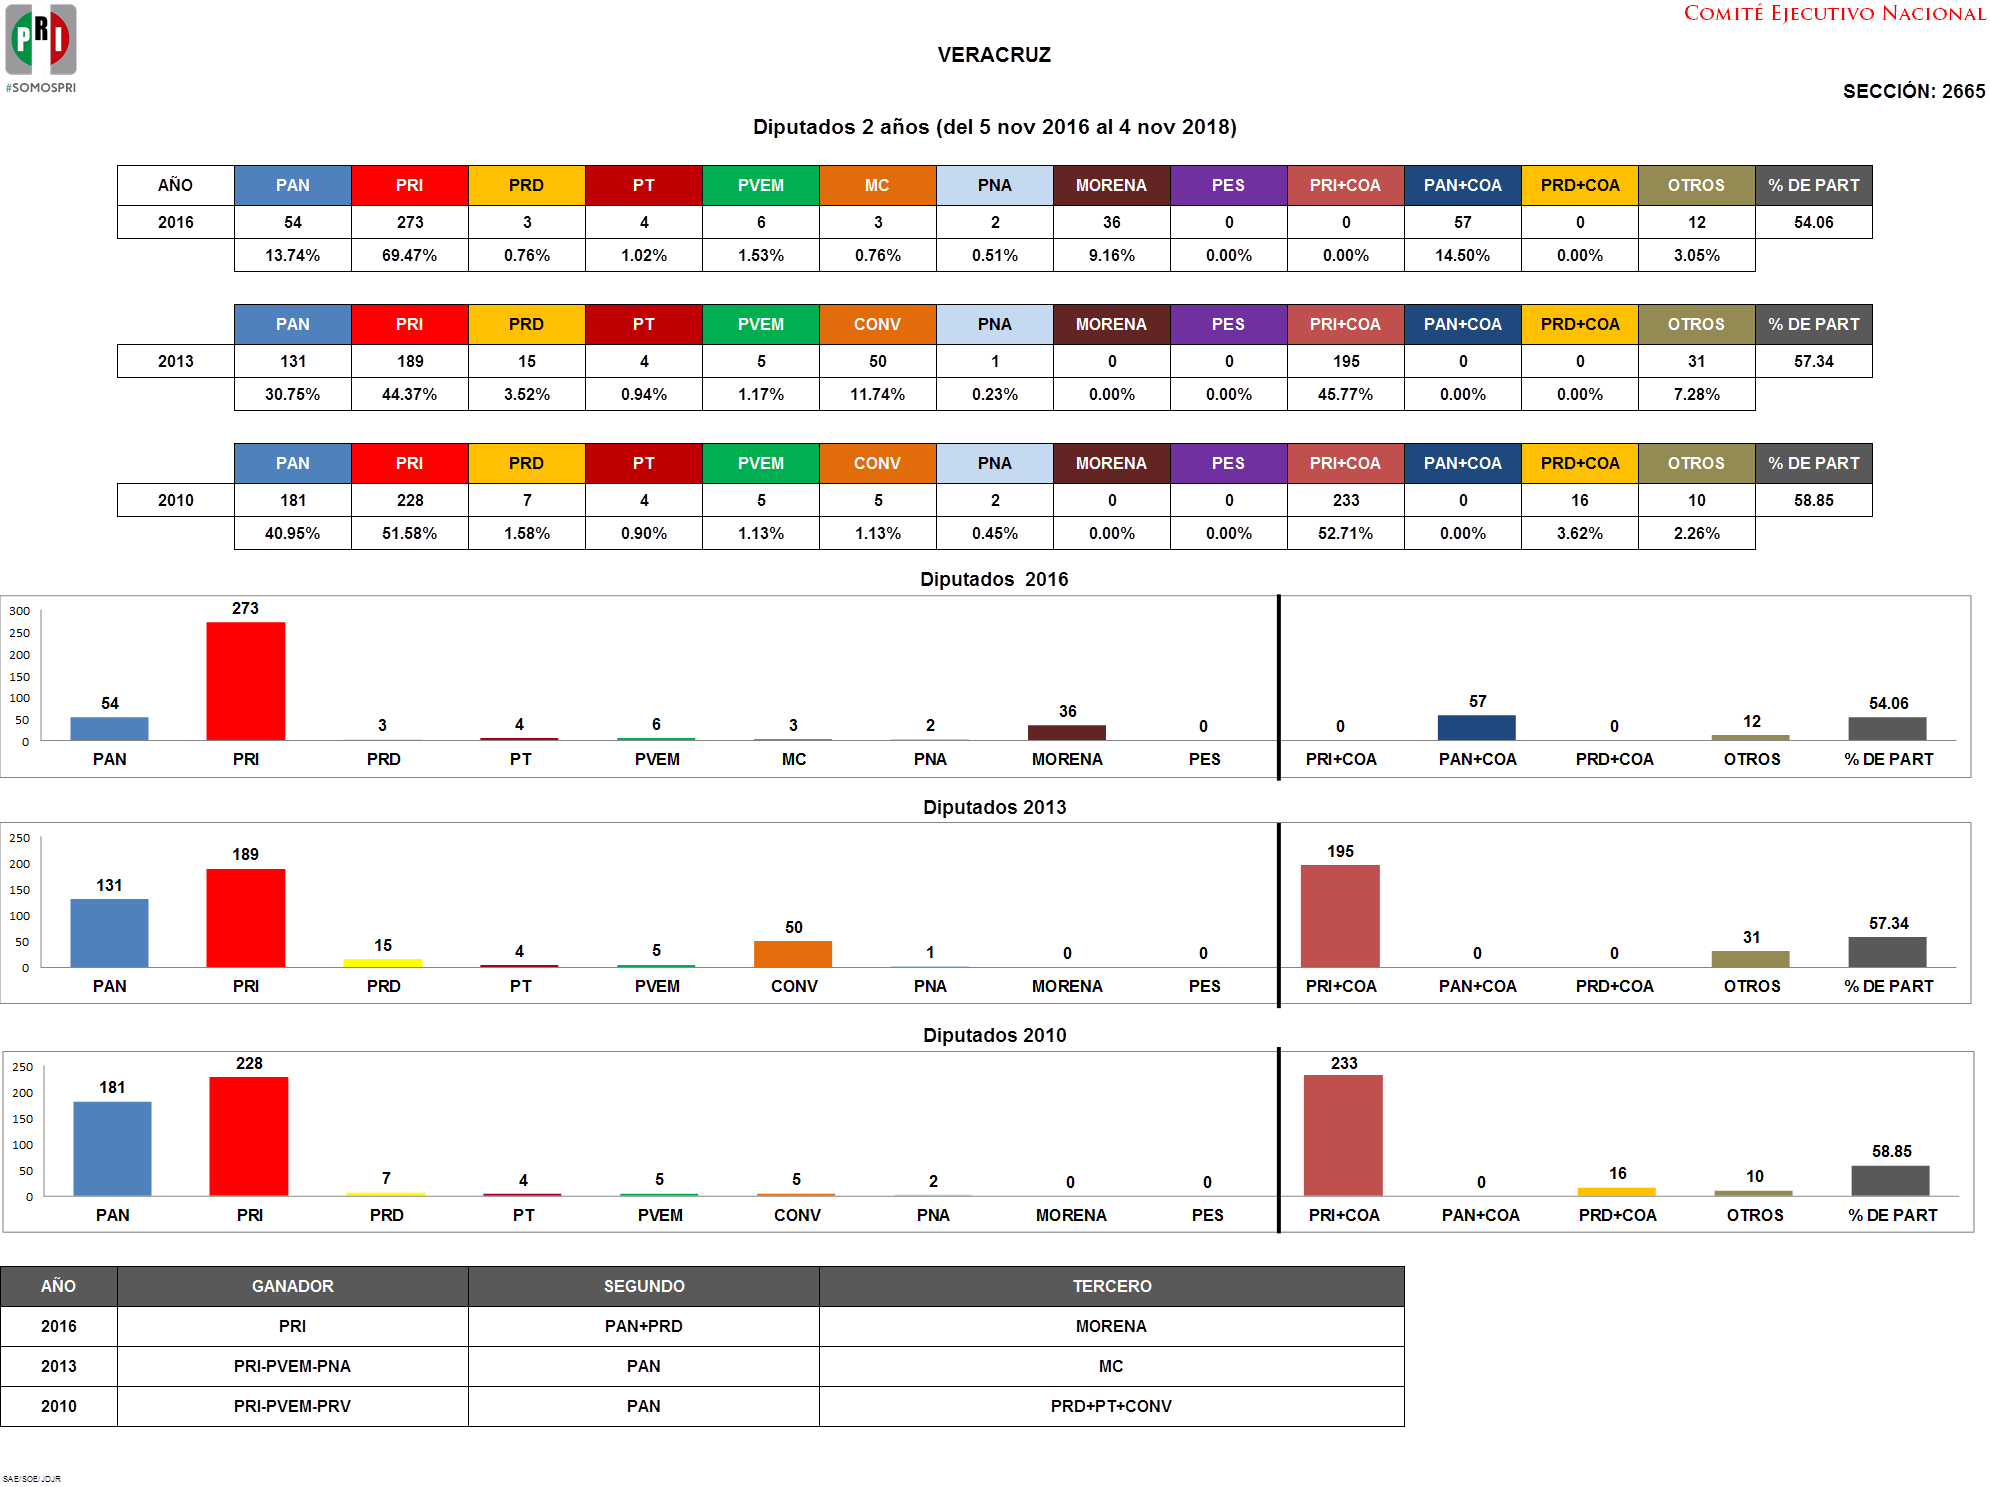 PRI
#SOMOSPRI
COMITÉ EJECUTIVO NACIONAL
VERACRUZ
SECCIÓN: 2665
Diputados 2 años (del 5 nov 2016 al 4 nov 2018)
AÑO PAN PRI PRD PT PVEM MC PNA MORENA PES PRI+COA PAN+COA PRD+COA OTROS % DE PART
2016 54 273 3 4 6 3 2 36 0 0 57 0 12 54.06
13.74% 69.47% 0.76% 1.02% 1.53% 0.76% 0.51% 9.16% 0.00% 0.00% 14.50% 0.00% 3.05%
PAN PRI PRD PT PVEM CONV PNA MORENA PES PRI+COA PAN+COA PRD+COA OTROS % DE PART
2013 131 189 15 4 5 50 1 0 0 195 0 0 31 57.34
30.75% 44.37% 3.52% 0.94% 1.17% 11.74% 0.23% 0.00% 0.00% 45.77% 0.00% 0.00% 7.28%
PAN PRI PRD PT PVEM CONV PNA MORENA PES PRI+COA PAN+COA PRD+COA OTROS % DE PART
2010 181 228 7 4 5 5 2 0 0 233 0 16 10 58.85
40.95% 51.58% 1.58% 0.90% 1.13% 1.13% 0.45% 0.00% 0.00% 52.71% 0.00% 3.62% 2.26%
Diputados 2016
300
250
200
150
100
50
0
54 273 3 4 6 3 2 36 0 0 57 0 12 54.06
PAN PRI PRD PT PVEM MC PNA MORENA PES PRI+COA PAN+COA PRD+COA OTROS % DE PART
Diputados 2013
250
200
150
100
50
0
131 189 15 4 5 50 1 0 0 195 0 0 31 57.34
PAN PRI PRD PT PVEM CONV PNA MORENA PES PRI+COA PAN+COA PRD+COA OTROS % DE PART
Diputados 2010
250
200
150
100
50
0
181 228 7 4 5 5 2 0 0 233 0 16 10 58.85
PAN PRI PRD PT PVEM CONV PNA MORENA PES PRI+COA PAN+COA PRD+COA OTROS % DE PART
AÑO GANADOR SEGUNDO TERCERO
2016 PRI PAN+PRD MORENA
2013 PRI-PVEM-PNA PAN MC
2010 PRI-PVEM-PRV PAN PRD+PT+CONV
SAE/SOE/JDJR